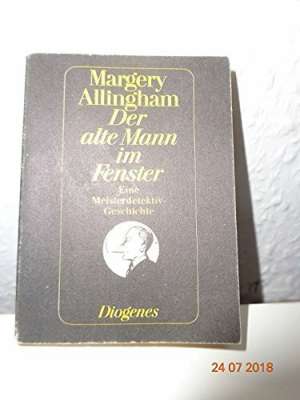 Margery
Allingham
Der
alte Mann
im
Fenster
Eine
Meisterdetektiv
Geschichte
Diogenes
24 07 2018